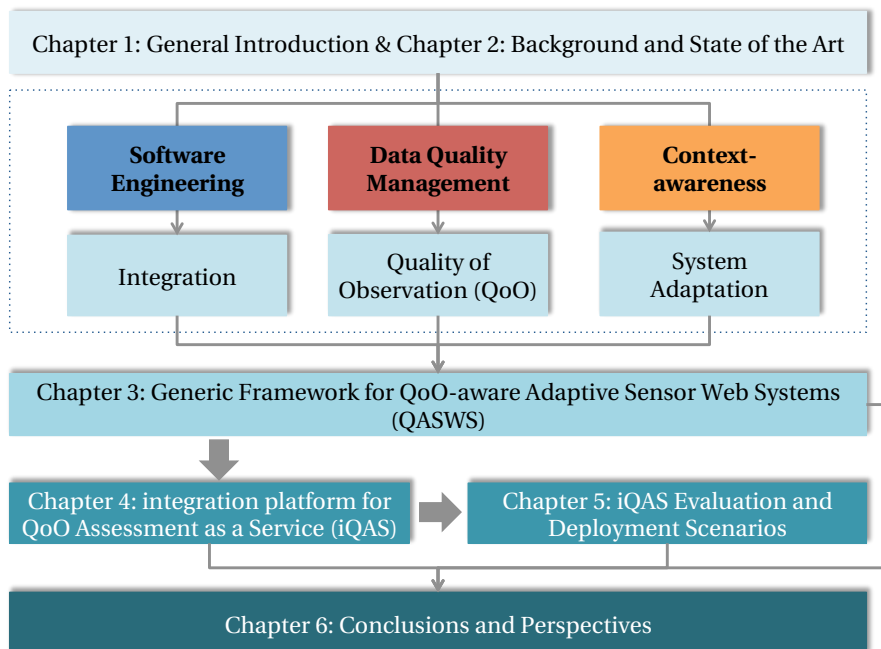 Chapter 1: General Introduction & Chapter 2: Background and State of the Art
Software
Engineering
Data Quality
Management
Context-
awareness
Integration
Quality of
Observation (QoO)
System
Adaptation
Chapter 3: Generic Framework for QoO-aware Adaptive Sensor Web Systems
(QASWS)
Chapter 4: integration platform for
QoO Assessment as a Service (iQAS)
Chapter 5: iQAS Evaluation and
Deployment Scenarios
Chapter 6: Conclusions and Perspectives